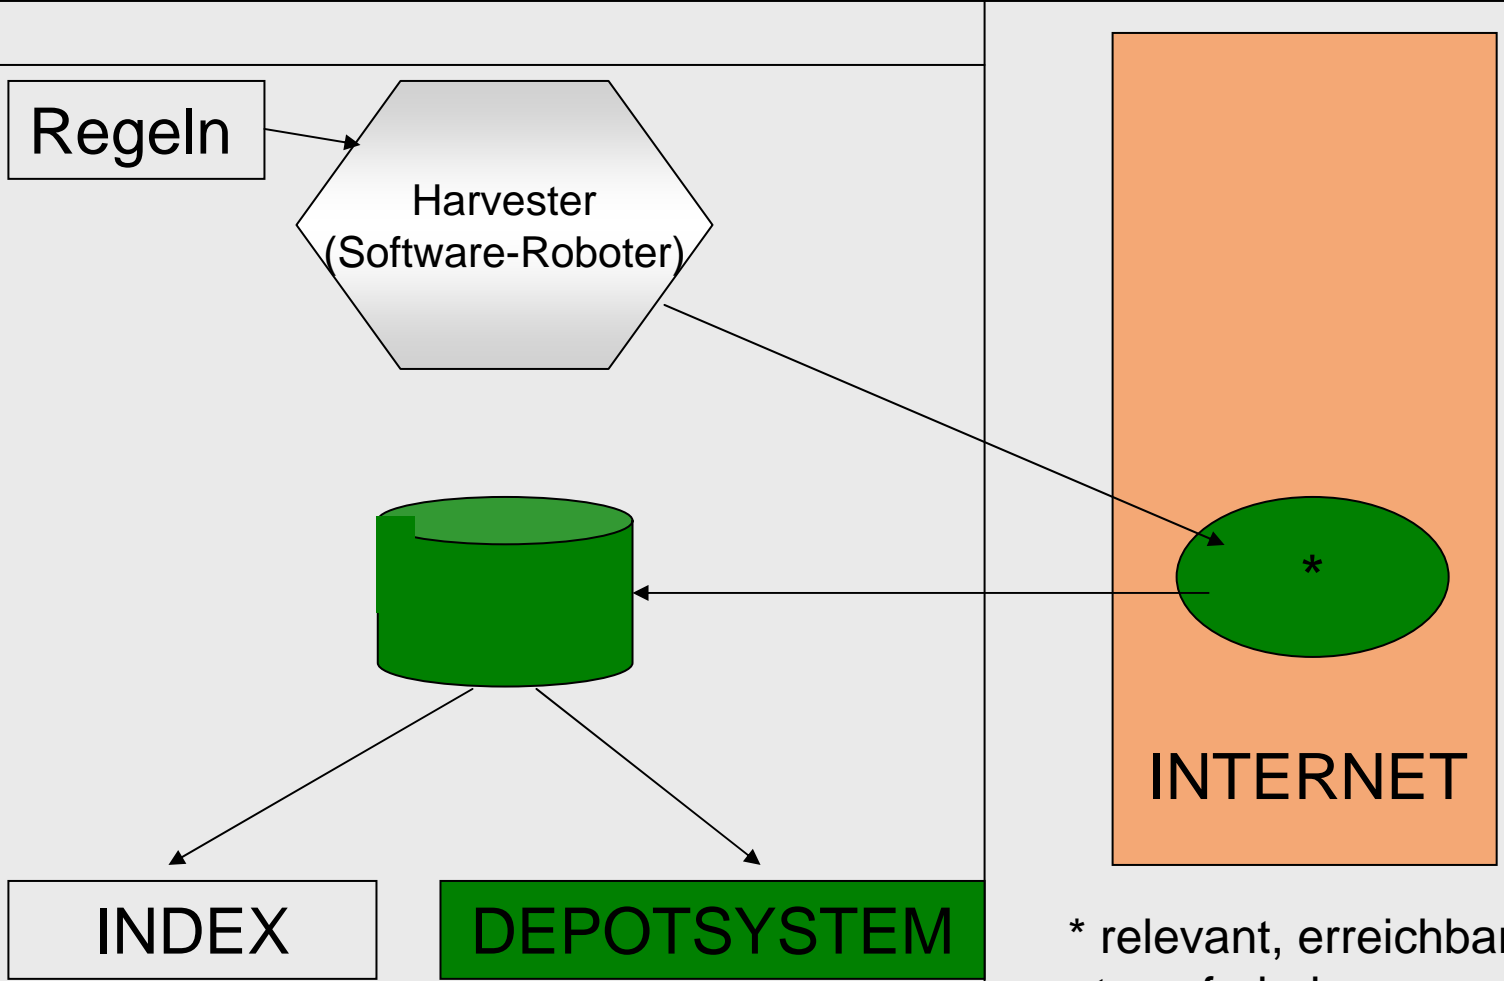 Regeln
Harvester
(Software-Roboter)
*
INTERNET
INDEX
DEPOTSYSTEM
* relevant, erreichbar